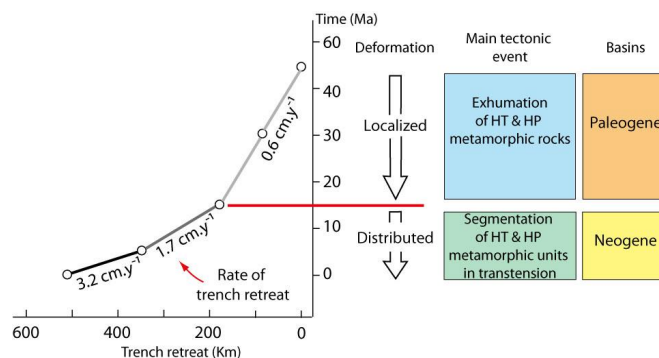 Time (Ma)
60
50
40
30
20
10
0
600
400
200
0
Trench retreat (Km)
0.6 cm.y⁻¹
1.7 cm.y⁻¹
3.2 cm.y⁻¹
Rate of
trench retreat
Deformation
Localized
Distributed
Main tectonic
event
Exhumation
of HT & HP
metamorphic rocks
Segmentation
of HT & HP
metamorphic units
in transtension
Basins
Paleogene
Neogene